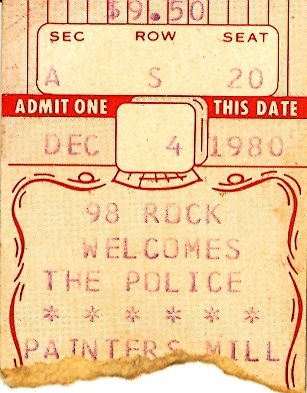 $9.50
SEC ROW SEAT
A S 20
ADMIT ONE THIS DATE
DEC 4 1980
98 ROCK
WELCOMES
THE POLICE
* * * * * *
PAINTERS MILL